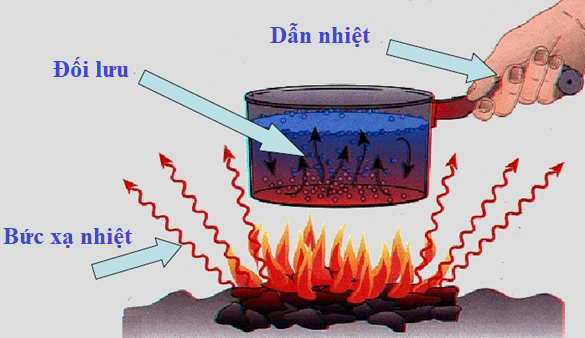 Dẫn nhiệt
Đối lưu
Bức xạ nhiệt